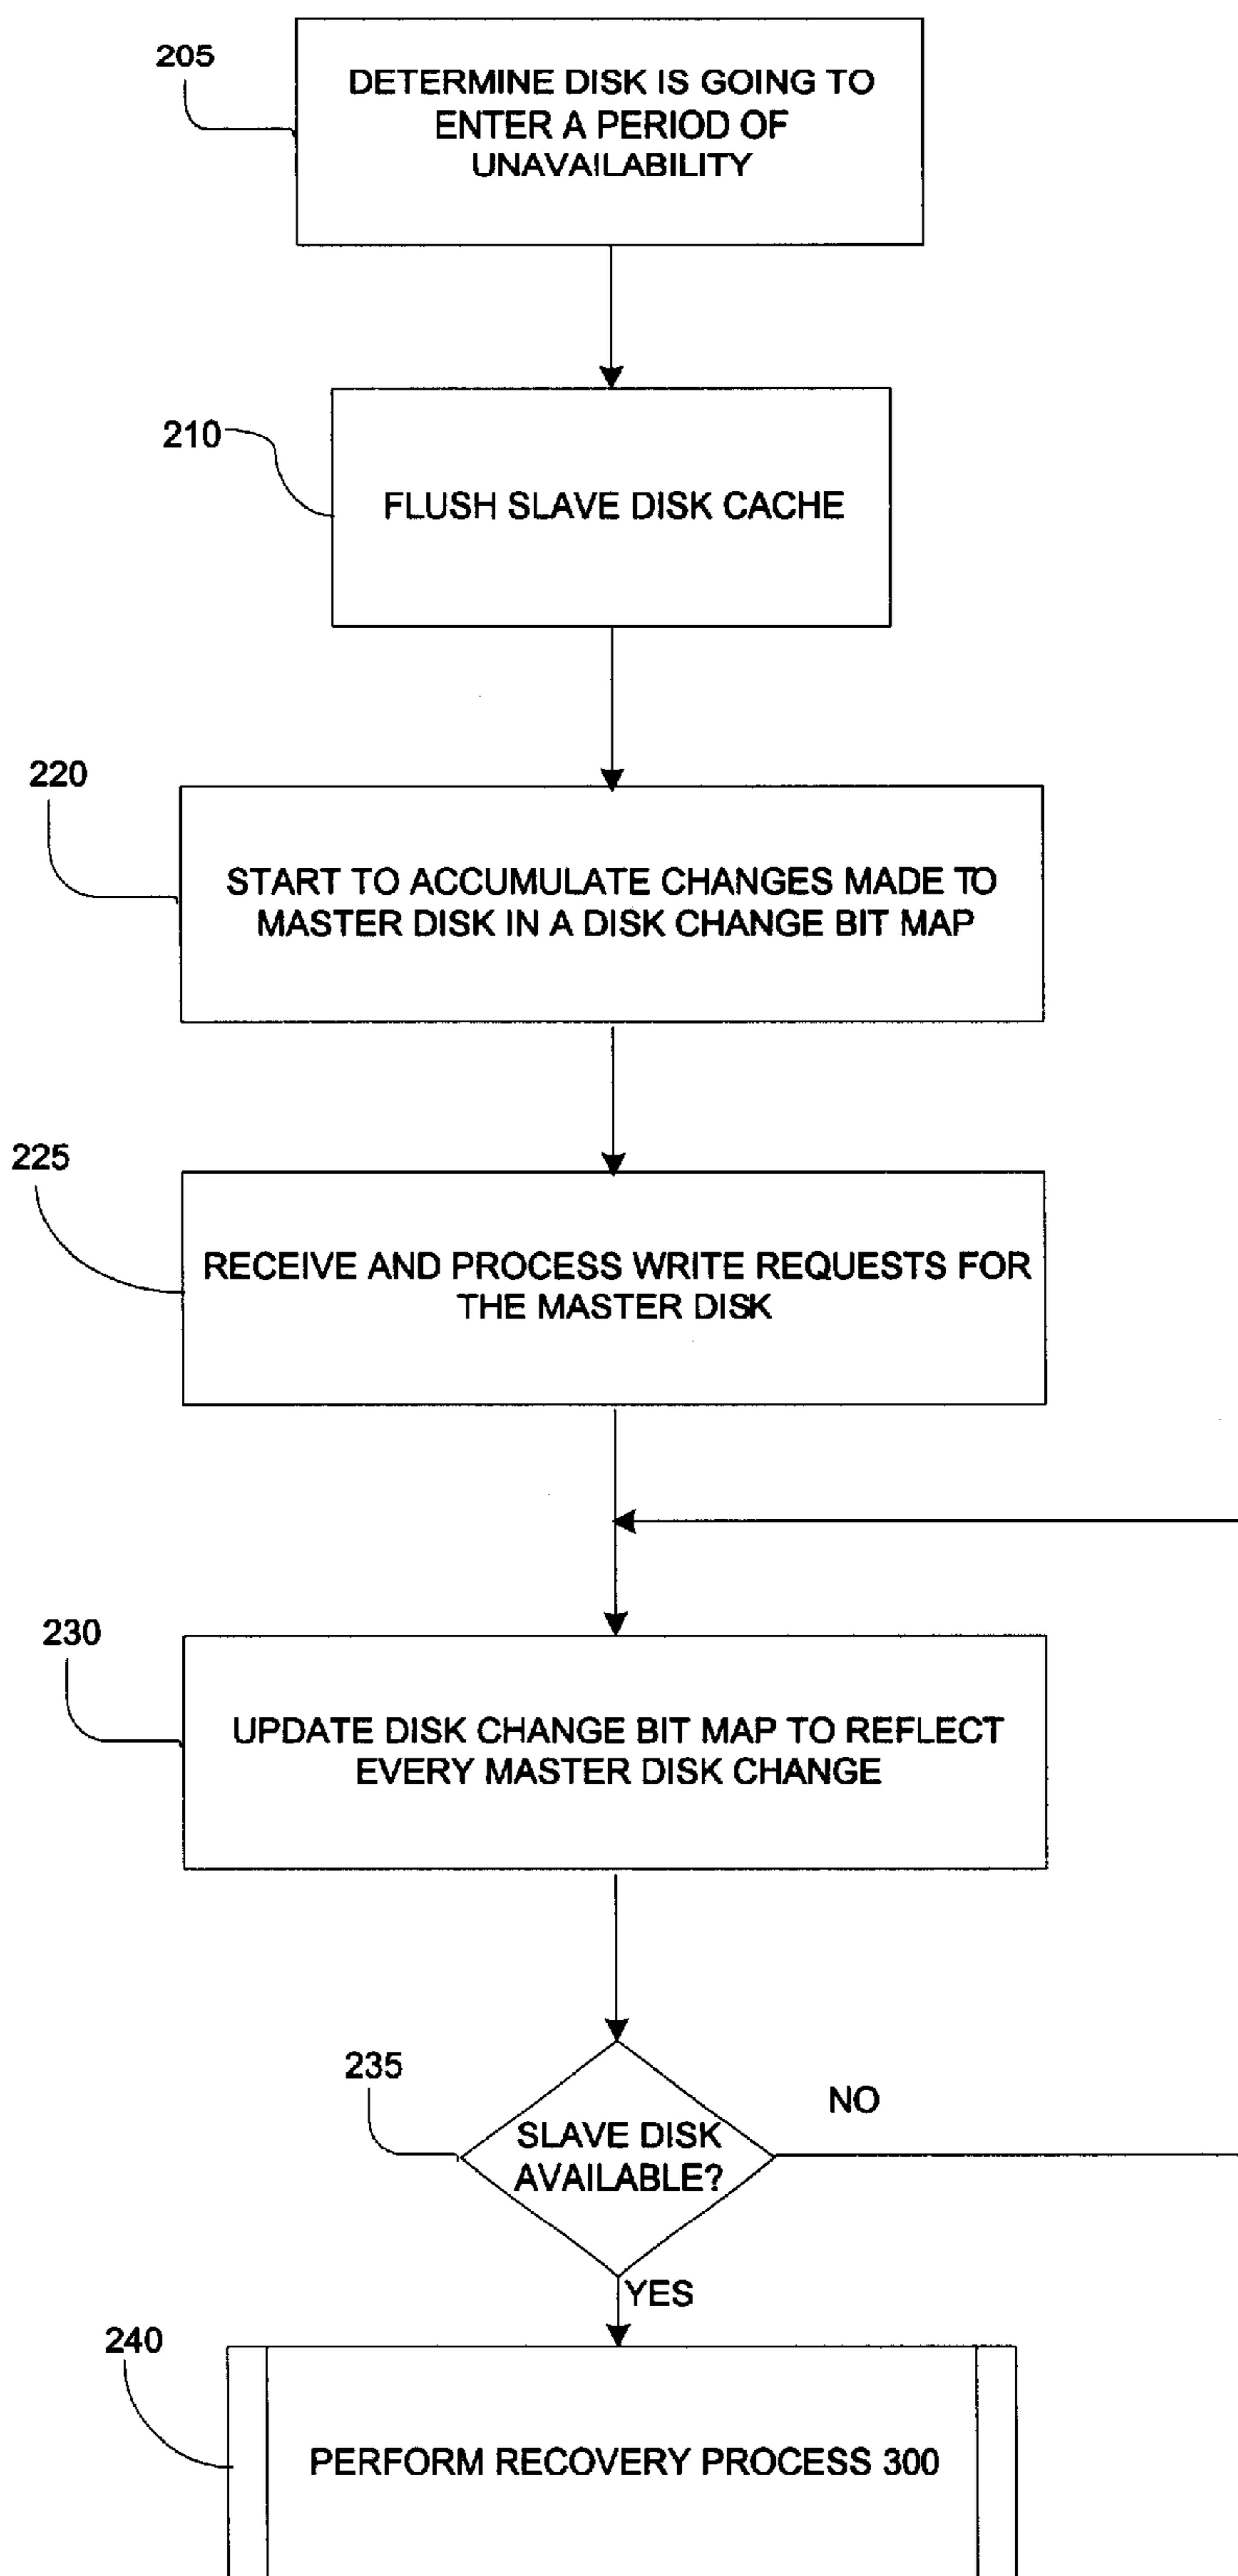 205
DETERMINE DISK IS GOING TO
ENTER A PERIOD OF
UNAVAILABILITY
210
FLUSH SLAVE DISK CACHE
220
START TO ACCUMULATE CHANGES MADE TO
MASTER DISK IN A DISK CHANGE BIT MAP
225
RECEIVE AND PROCESS WRITE REQUESTS FOR
THE MASTER DISK
230
UPDATE DISK CHANGE BIT MAP TO REFLECT
EVERY MASTER DISK CHANGE
235
NO
SLAVE DISK
AVAILABLE?
YES
240
PERFORM RECOVERY PROCESS 300